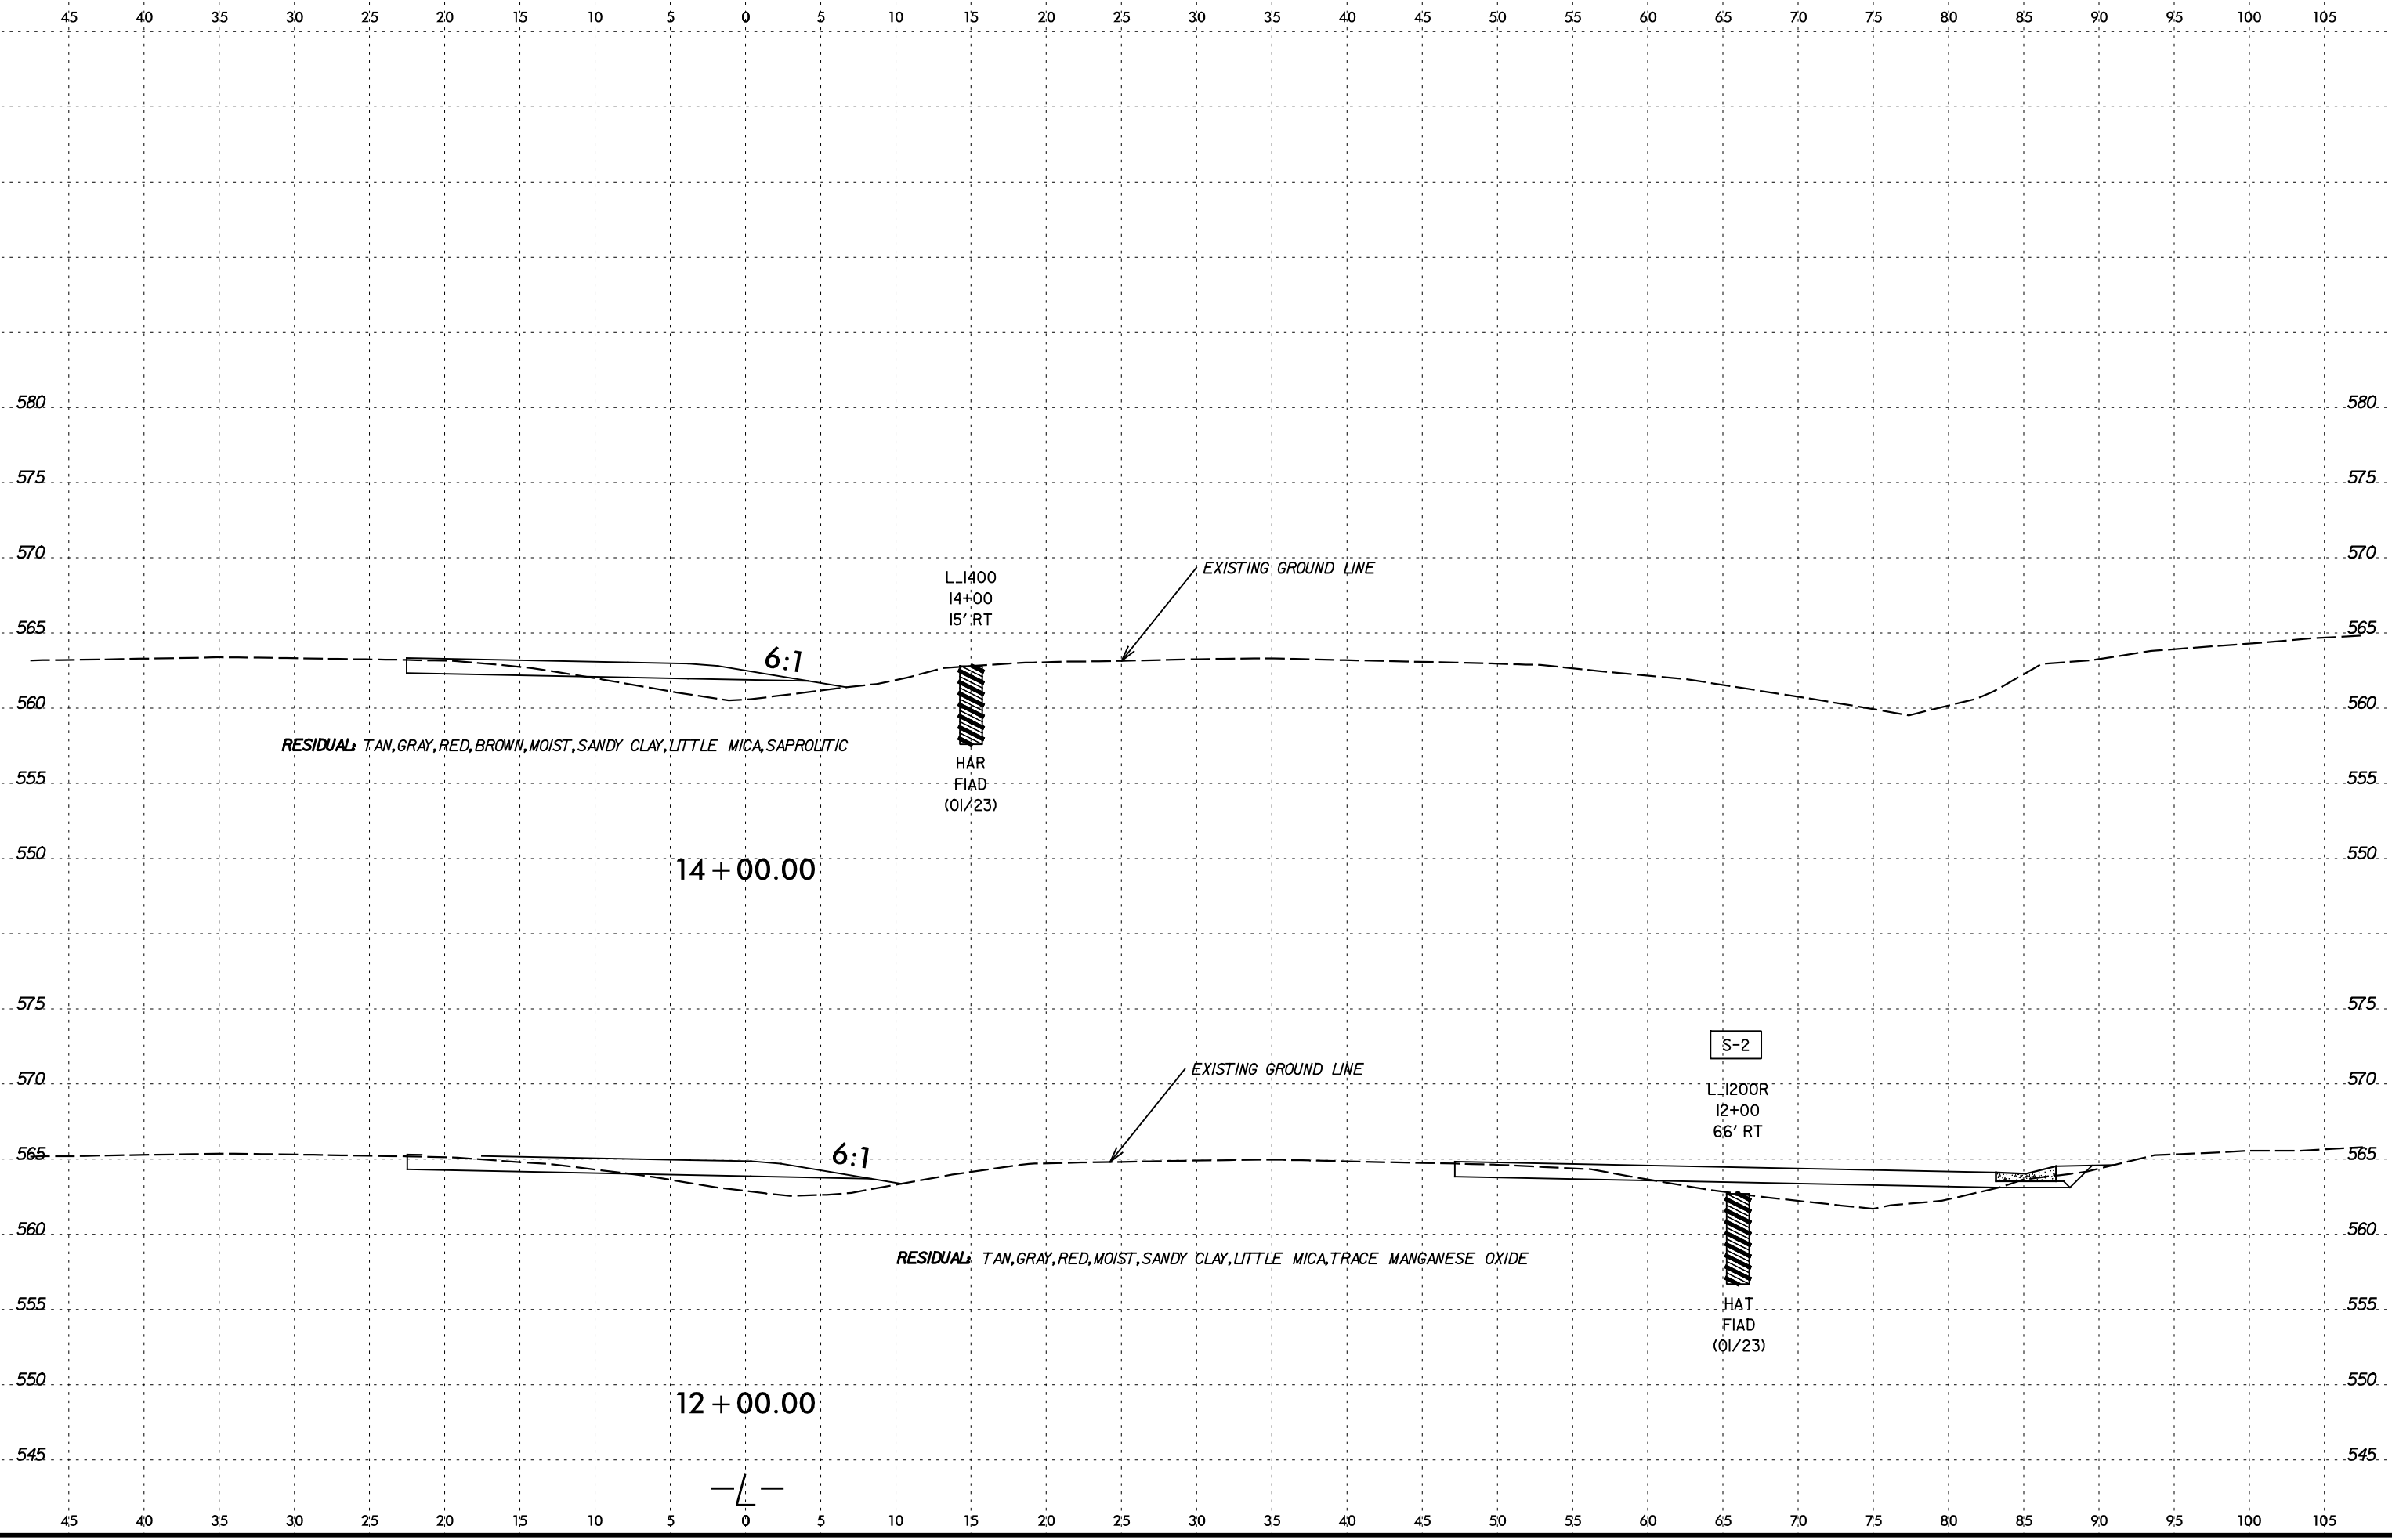 45 40 35 30 25 20 15 10 5 0 5 10 15 20 25 30 35 40 45 50 55 60 65 70 75 80 85 90 95 100 105
580 580
575 575
570 570
EXISTING GROUND LINE
L_1400
14+00
15' RT
565 565
6:1
560 560
RESIDUAL: TAN,GRAY,RED,BROWN,MOIST,SANDY CLAY,LITTLE MICA,SAPROLITIC
HAR
FIAD
(01/23)
555 555
550 550
14+00.00
575 575
S-2
570 570
EXISTING GROUND LINE
L_1200R
12+00
66' RT
565 565
6:1
560 560
RESIDUAL: TAN,GRAY,RED,MOIST,SANDY CLAY,LITTLE MICA,TRACE MANGANESE OXIDE
555 555
HAT
FIAD
(01/23)
550 550
12+00.00
545 545
-L-
45 40 35 30 25 20 15 10 5 0 5 10 15 20 25 30 35 40 45 50 55 60 65 70 75 80 85 90 95 100 105